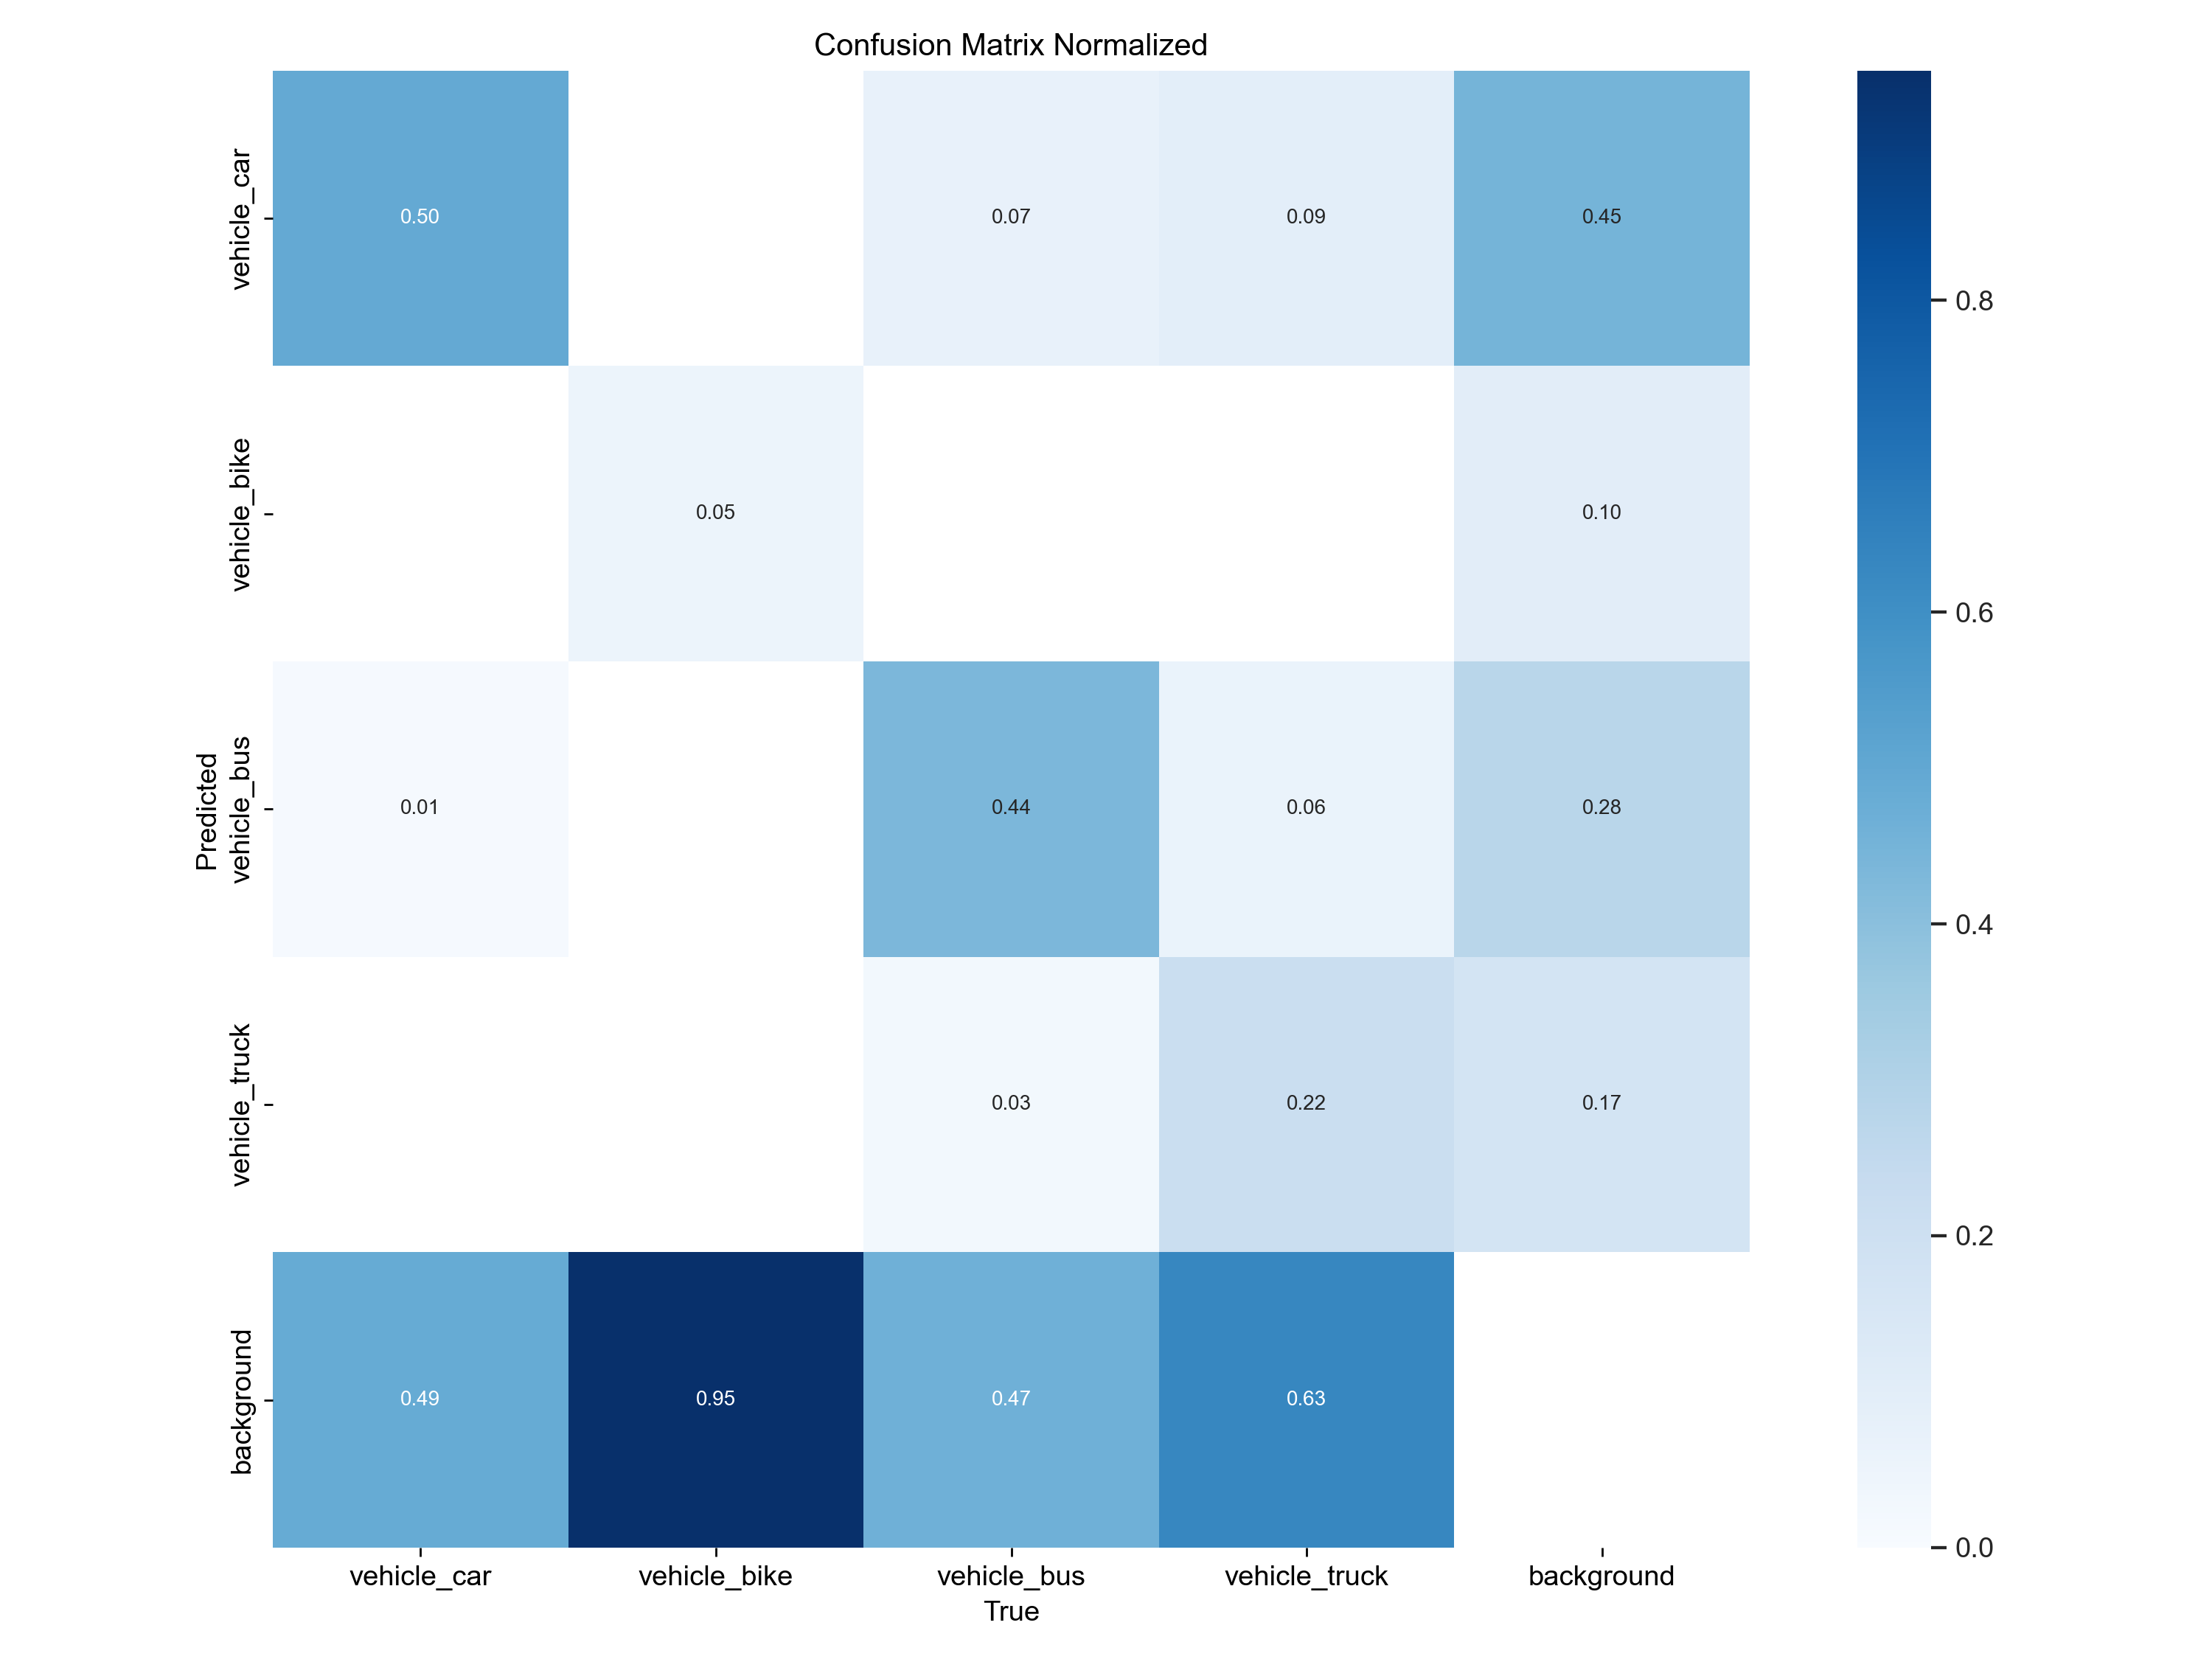 Confusion Matrix Normalized
vehicle_car
0.50
0.07
0.09
0.45
0.8
vehicle_bike
0.05
0.10
0.6
Predicted
vehicle_bus
0.01
0.44
0.06
0.28
0.4
vehicle_truck
0.03
0.22
0.17
0.2
background
0.49
0.95
0.47
0.63
0.0
vehicle_car vehicle_bike vehicle_bus vehicle_truck background
True